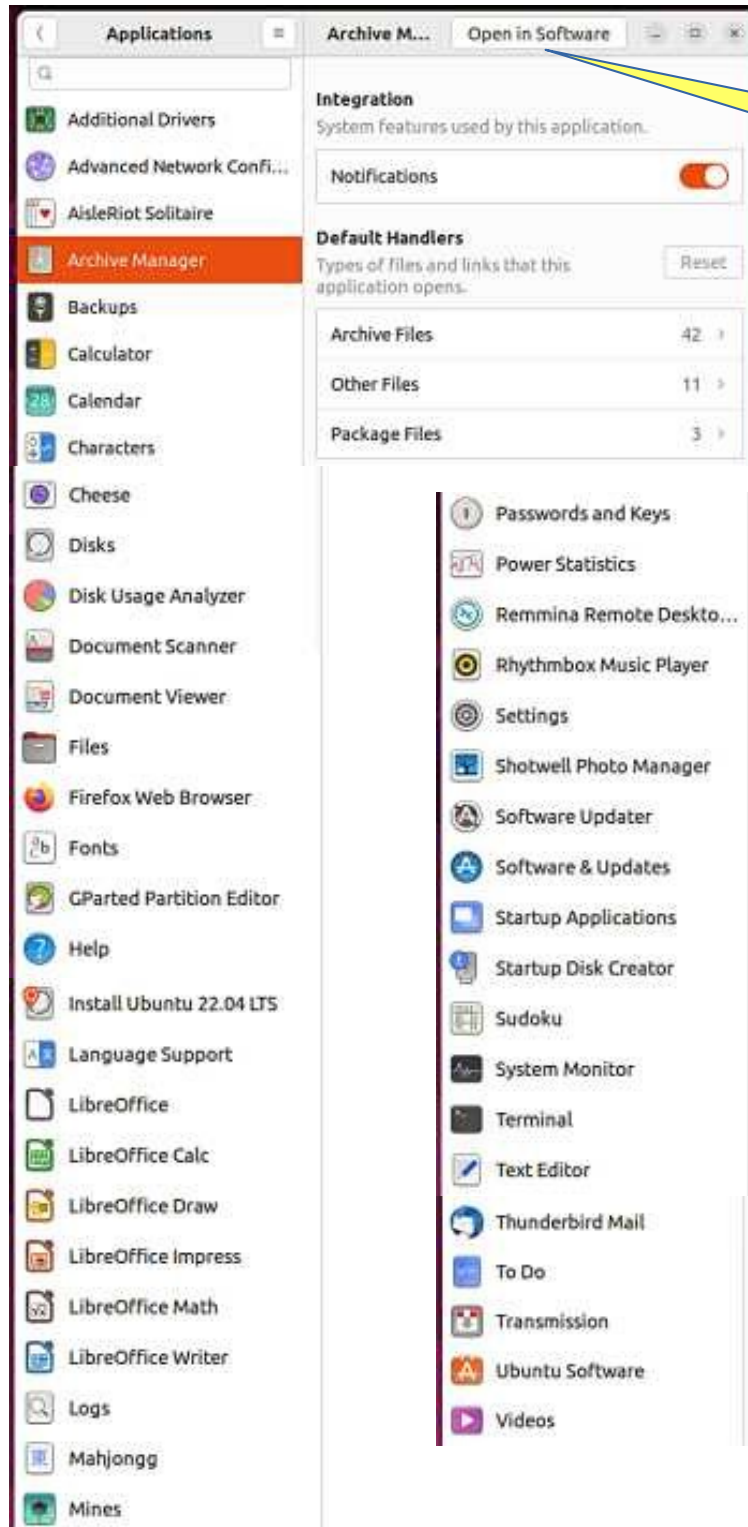 Applications
Archive M...
Open in Software
Additional Drivers
Advanced Network Confi...
AisleRiot Solitaire
Archive Manager
Backups
Calculator
Calendar
Characters
Integration
System features used by this application.
Notifications
Default Handlers
Types of files and links that this
application opens.
Reset
Archive Files 42
Other Files 11
Package Files 3
Cheese
Disks
Disk Usage Analyzer
Document Scanner
Document Viewer
Files
Firefox Web Browser
Fonts
GParted Partition Editor
Help
Install Ubuntu 22.04 LTS
Language Support
LibreOffice
LibreOffice Calc
LibreOffice Draw
LibreOffice Impress
LibreOffice Math
LibreOffice Writer
Logs
Mahjongg
Mines
Passwords and Keys
Power Statistics
Remmina Remote Deskto...
Rhythmbox Music Player
Settings
Shotwell Photo Manager
Software Updater
Software & Updates
Startup Applications
Startup Disk Creator
Sudoku
System Monitor
Terminal
Text Editor
Thunderbird Mail
To Do
Transmission
Ubuntu Software
Videos